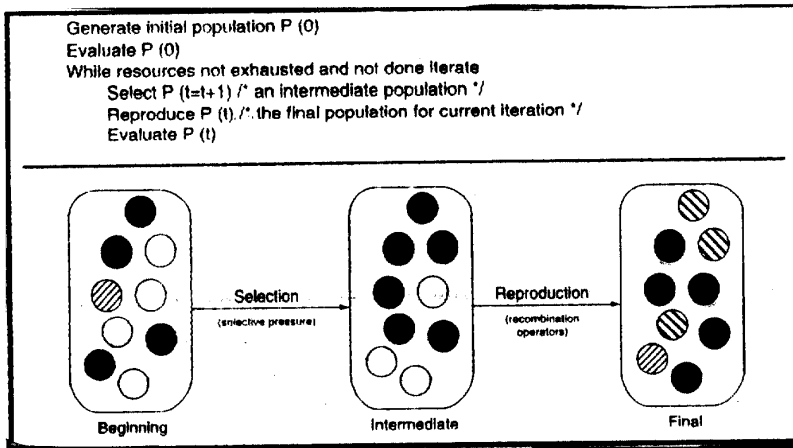 Generate initial population P (0)
Evaluate P (0)
While resources not exhausted and not done iterate
Select P (t=t+1) /* an intermediate population */
Reproduce P (t) /* the final population for current iteration */
Evaluate P (t)
Selection
(selective pressure)
Reproduction
(recombination
operators)
Beginning
Intermediate
Final